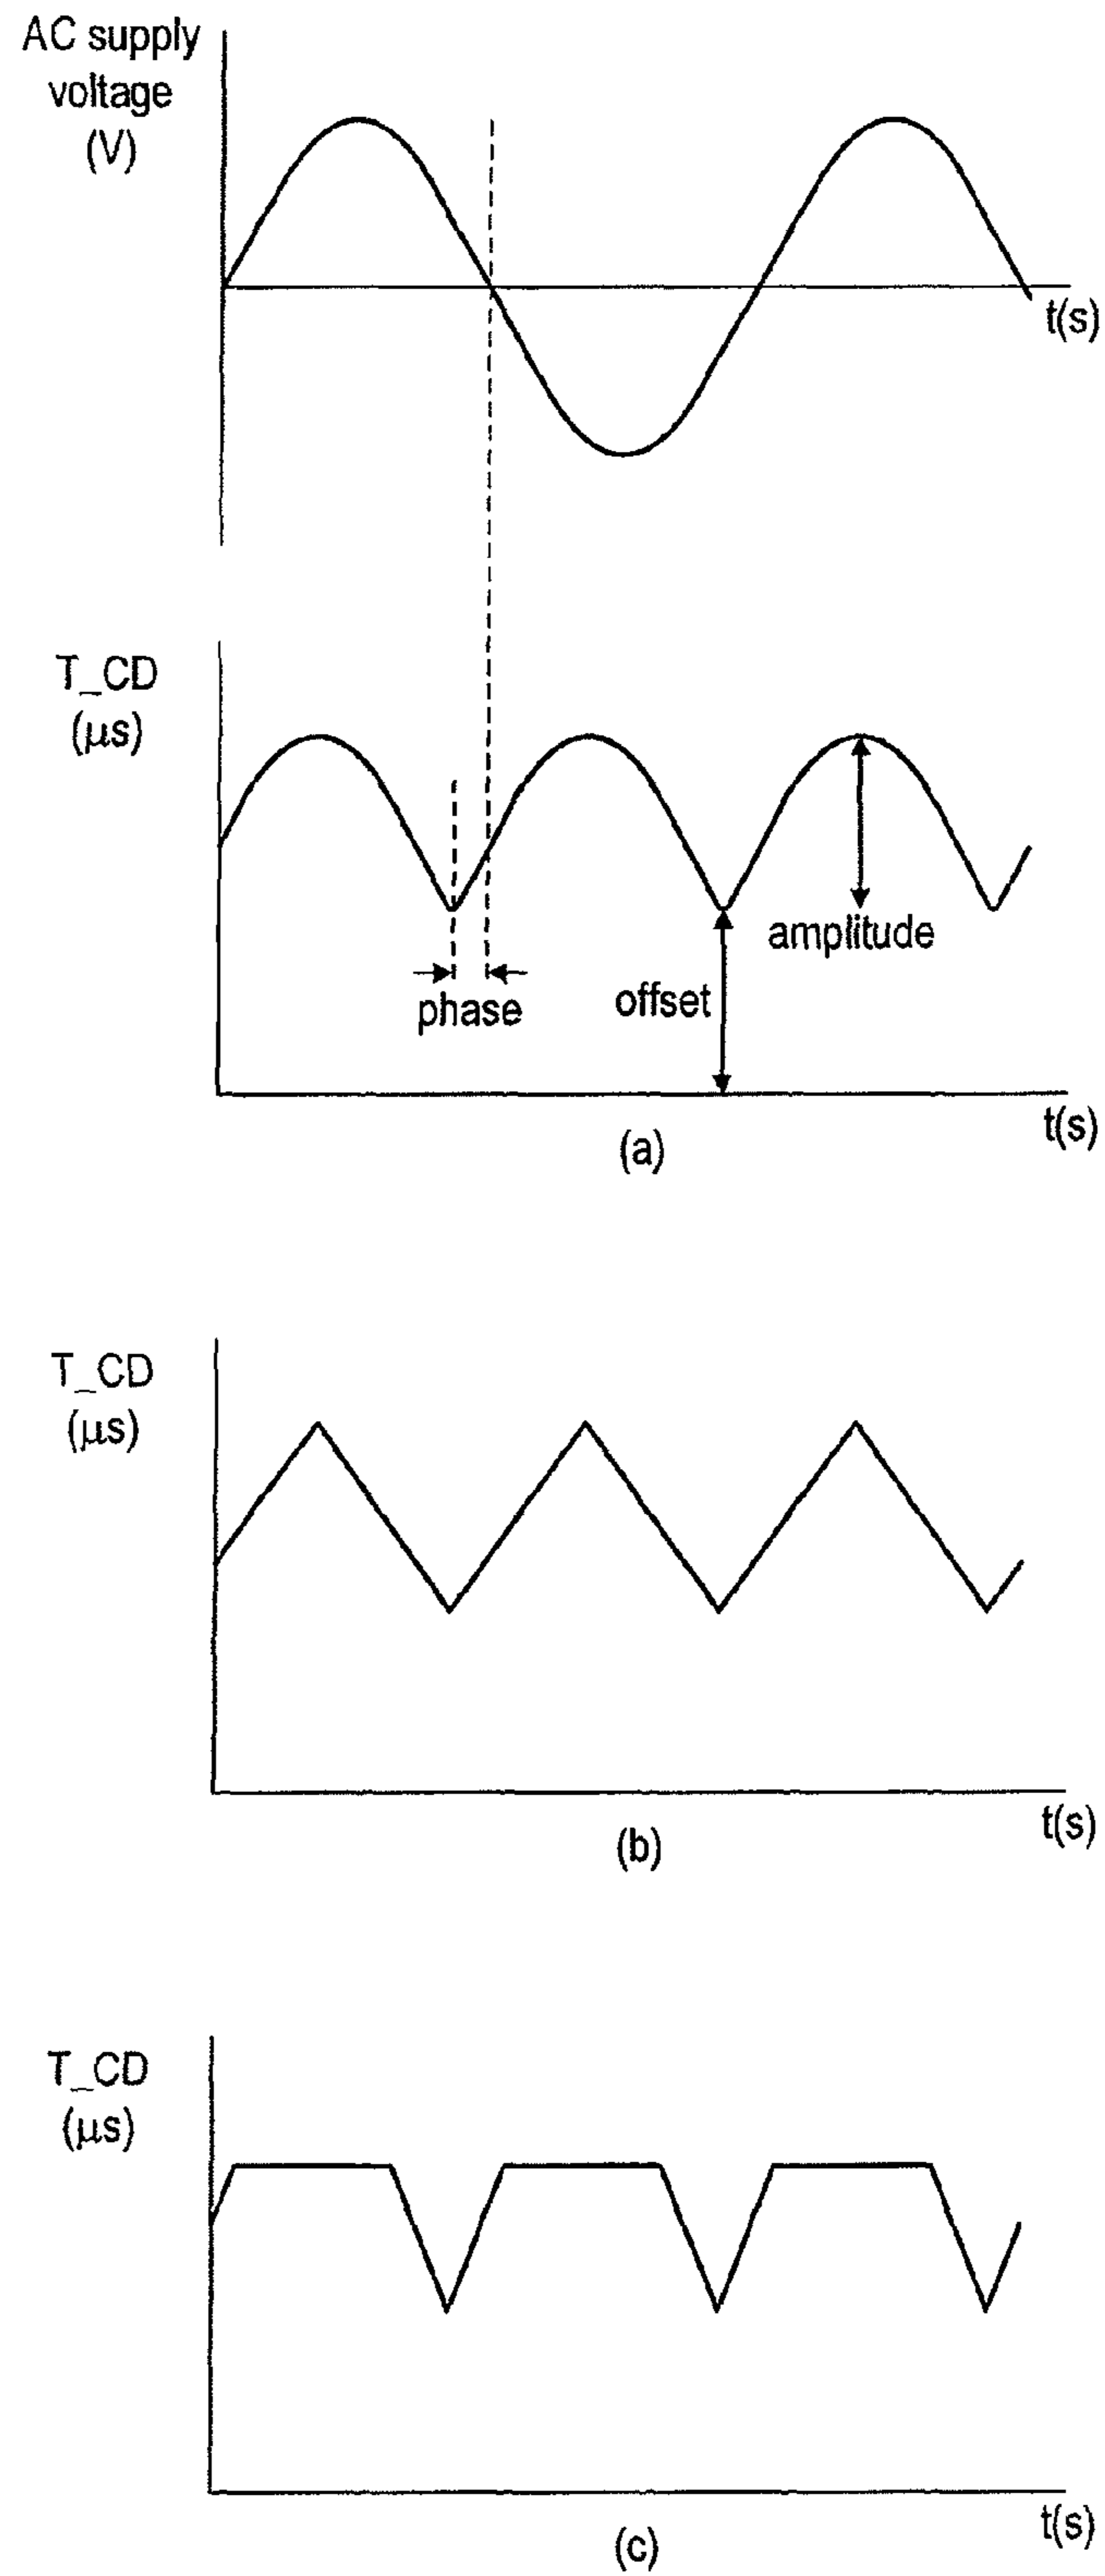 AC supply
voltage
(V)
t(s)
T_CD
(μs)
amplitude
offset
phase
t(s)
(a)
T_CD
(μs)
t(s)
(b)
T_CD
(μs)
t(s)
(c)